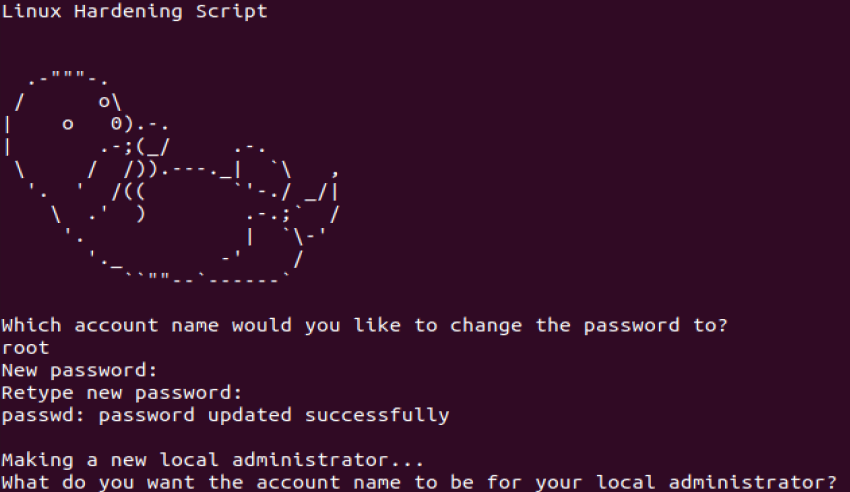 Linux Hardening Script
   .-"""-.
 /      o\
|    o   0).-.
|       .-;(_/     .-.
 \      /  /)).---._|  `\   ,
  '.  '  /((       `'-./ _/|
    \  .'  )        .-.;`  /
     '.             |  `\-'
       '._        -'    /
          ``""--`------`
Which account name would you like to change the password to?
root
New password:
Retype new password:
passwd: password updated successfully
Making a new local administrator...
What do you want the account name to be for your local administrator?